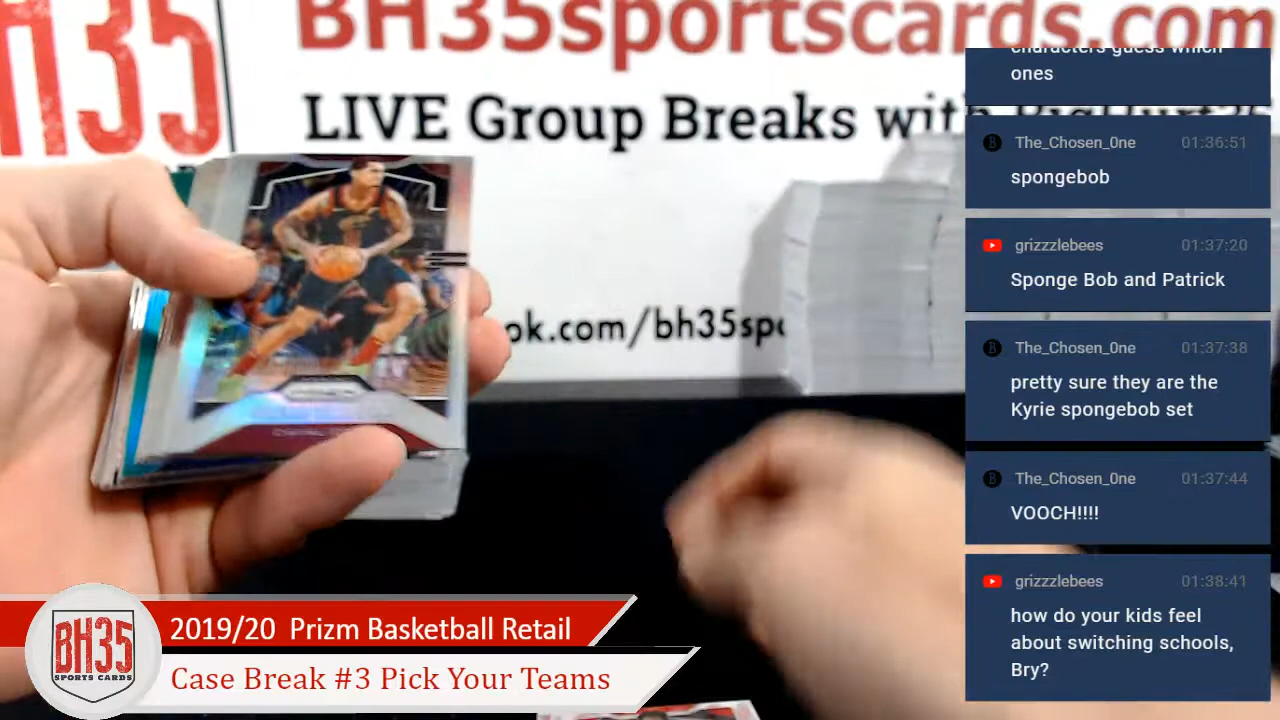 H35
BH35sportscards.com
LIVE Group Breaks with
ok.com/bh35spo
characters guess which
ones
The_Chosen_0ne 01:36:51
spongebob
grizzzlebees 01:37:20
Sponge Bob and Patrick
The_Chosen_0ne 01:37:38
pretty sure they are the
Kyrie spongebob set
The_Chosen_0ne 01:37:44
VOOCH!!!!
grizzzlebees 01:38:41
how do your kids feel
about switching schools,
Bry?
BH35
SPORTS CARDS
2019/20 Prizm Basketball Retail
Case Break #3 Pick Your Teams